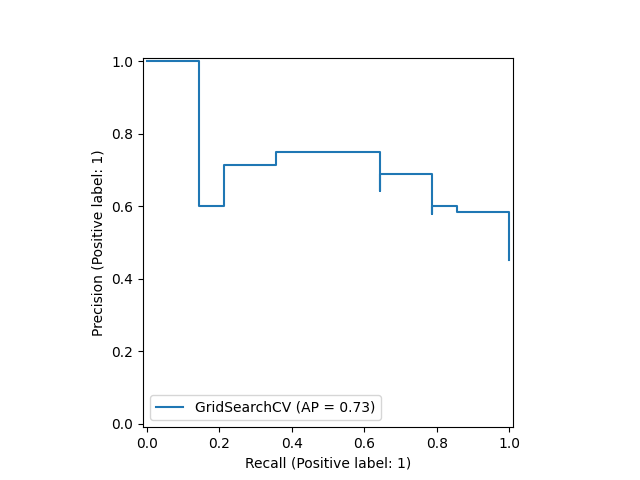 1.0
0.8
0.6
0.4
0.2
0.0
Precision (Positive label: 1)
GridSearchCV (AP = 0.73)
0.0 0.2 0.4 0.6 0.8 1.0
Recall (Positive label: 1)